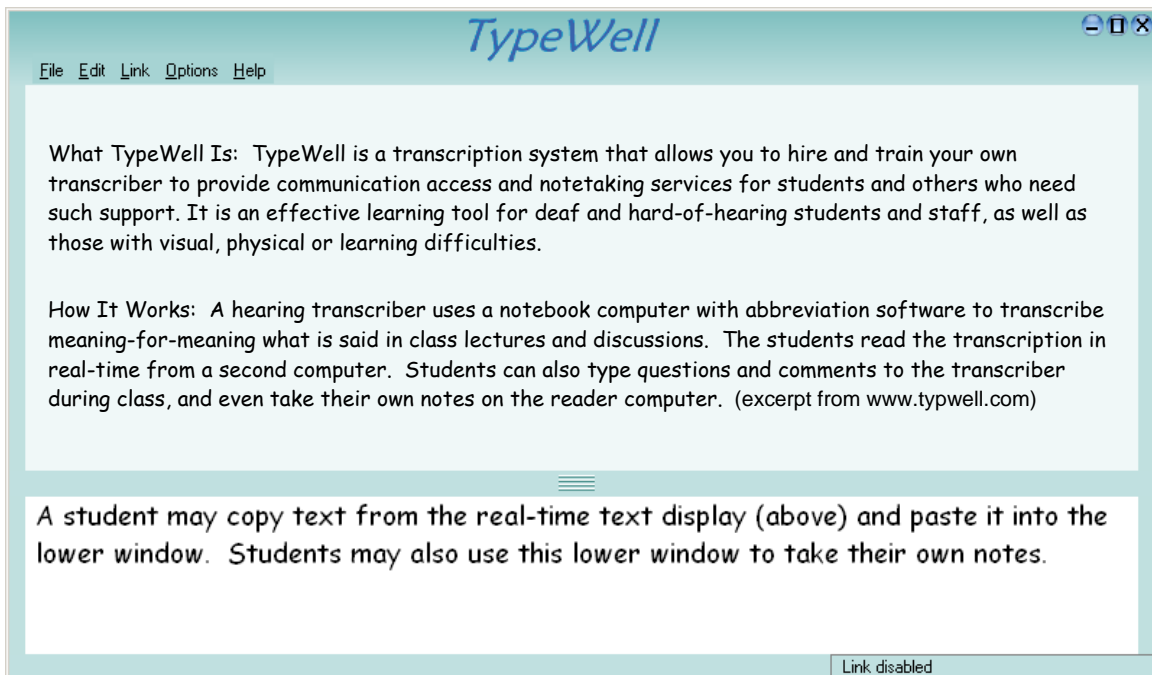 TypeWell
File Edit Link Options Help
What TypeWell Is:  TypeWell is a transcription system that allows you to hire and train your own
transcriber to provide communication access and notetaking services for students and others who need
such support. It is an effective learning tool for deaf and hard-of-hearing students and staff, as well as
those with visual, physical or learning difficulties.
How It Works:  A hearing transcriber uses a notebook computer with abbreviation software to transcribe
meaning-for-meaning what is said in class lectures and discussions.  The students read the transcription in
real-time from a second computer.  Students can also type questions and comments to the transcriber
during class, and even take their own notes on the reader computer.  (excerpt from www.typwell.com)
A student may copy text from the real-time text display (above) and paste it into the
lower window.  Students may also use this lower window to take their own notes.
Link disabled